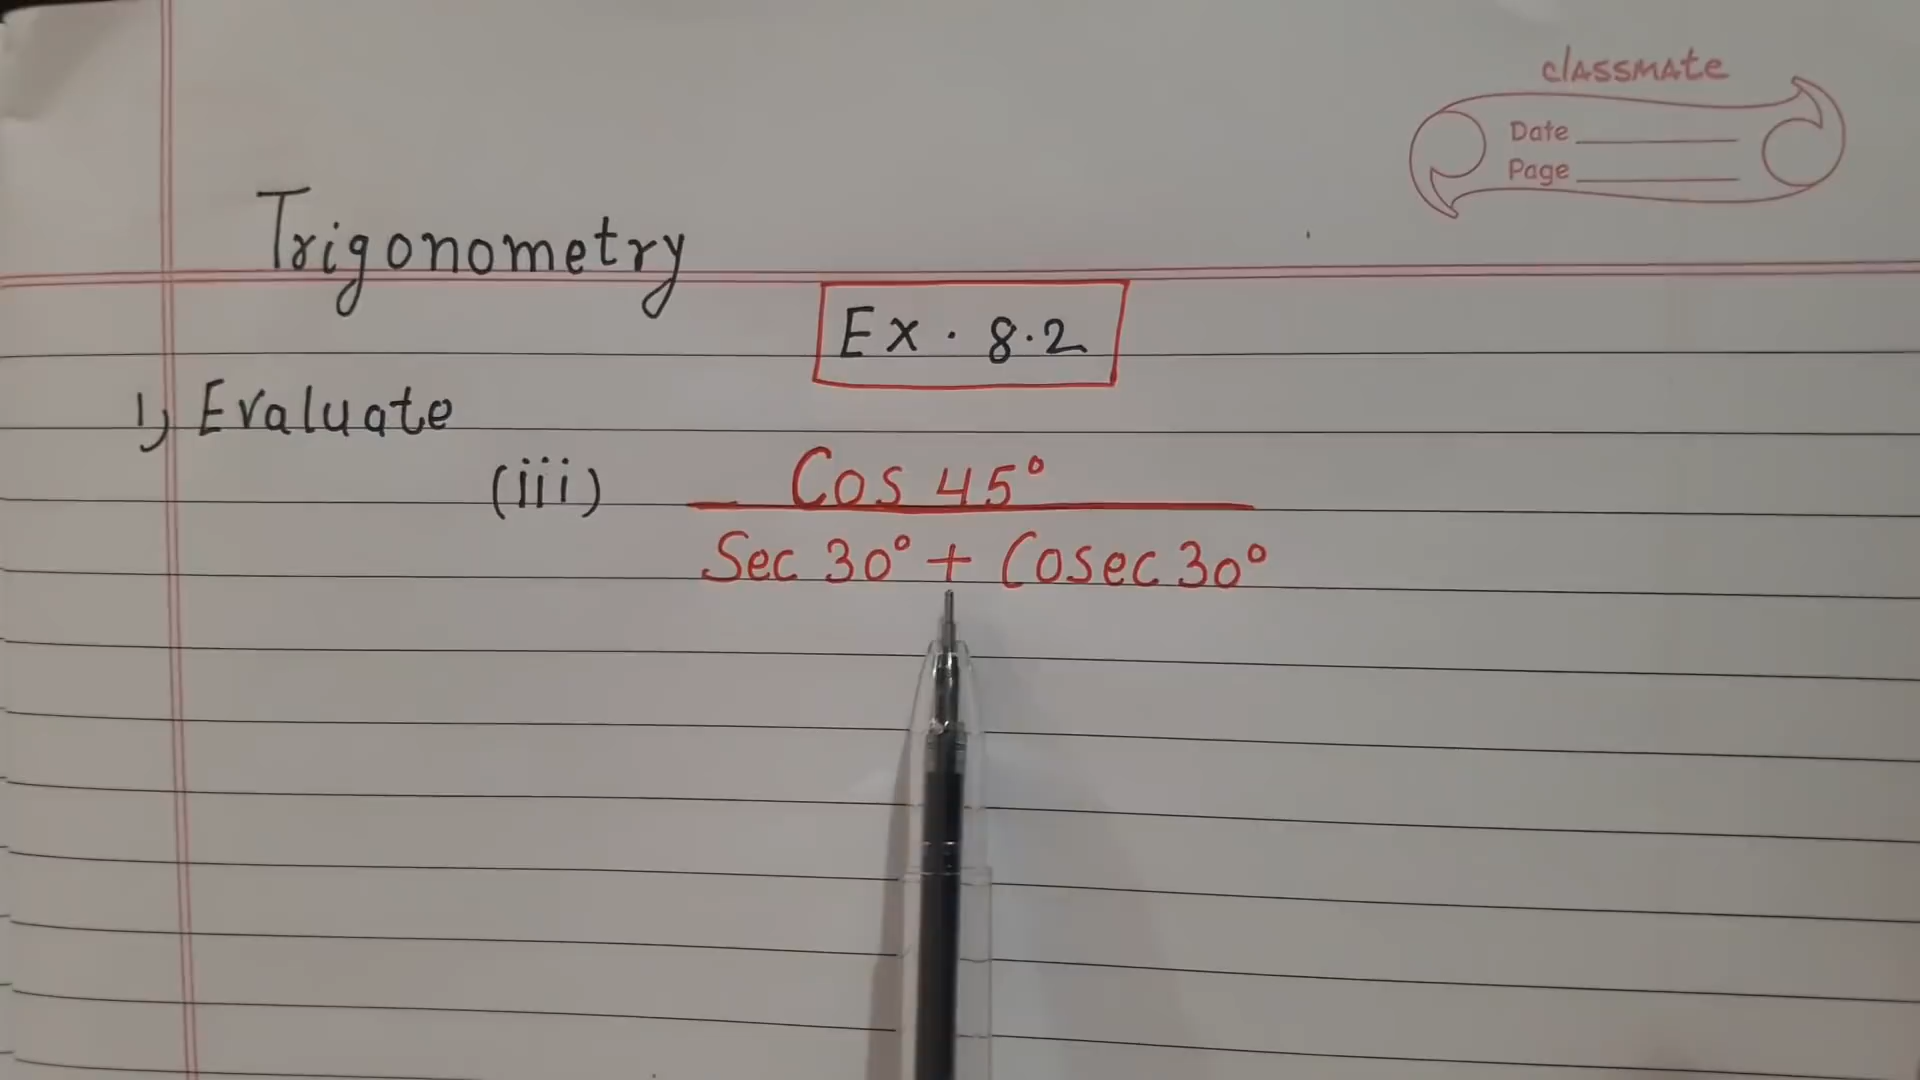 classmate
Date
Page
Trigonometry
Ex. 8.2
1) Evaluate
(iii) Cos 45°
Sec 30° + Cosec 30°